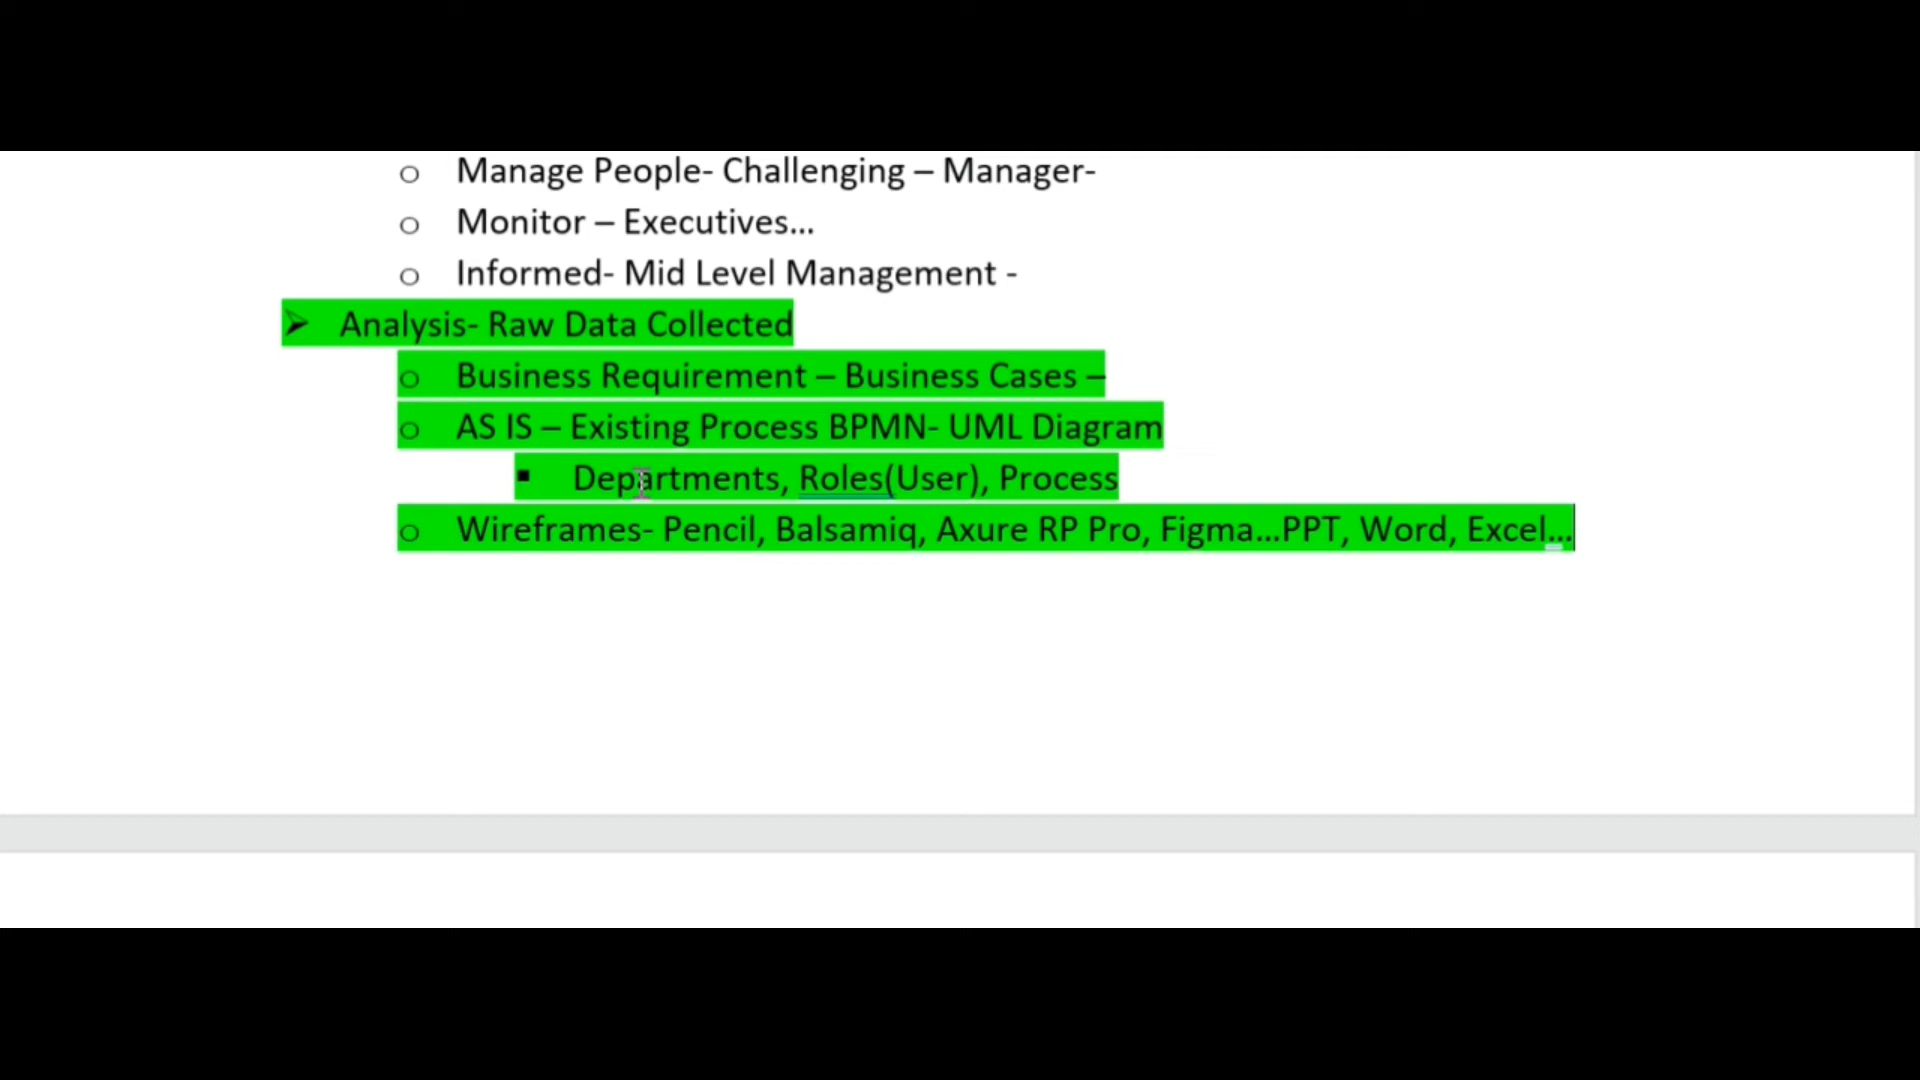 Manage People- Challenging – Manager-
Monitor – Executives...
Informed- Mid Level Management -
Analysis- Raw Data Collected
Business Requirement – Business Cases –
AS IS – Existing Process BPMN- UML Diagram
Departments, Roles(User), Process
Wireframes- Pencil, Balsamiq, Axure RP Pro, Figma...PPT, Word, Excel...